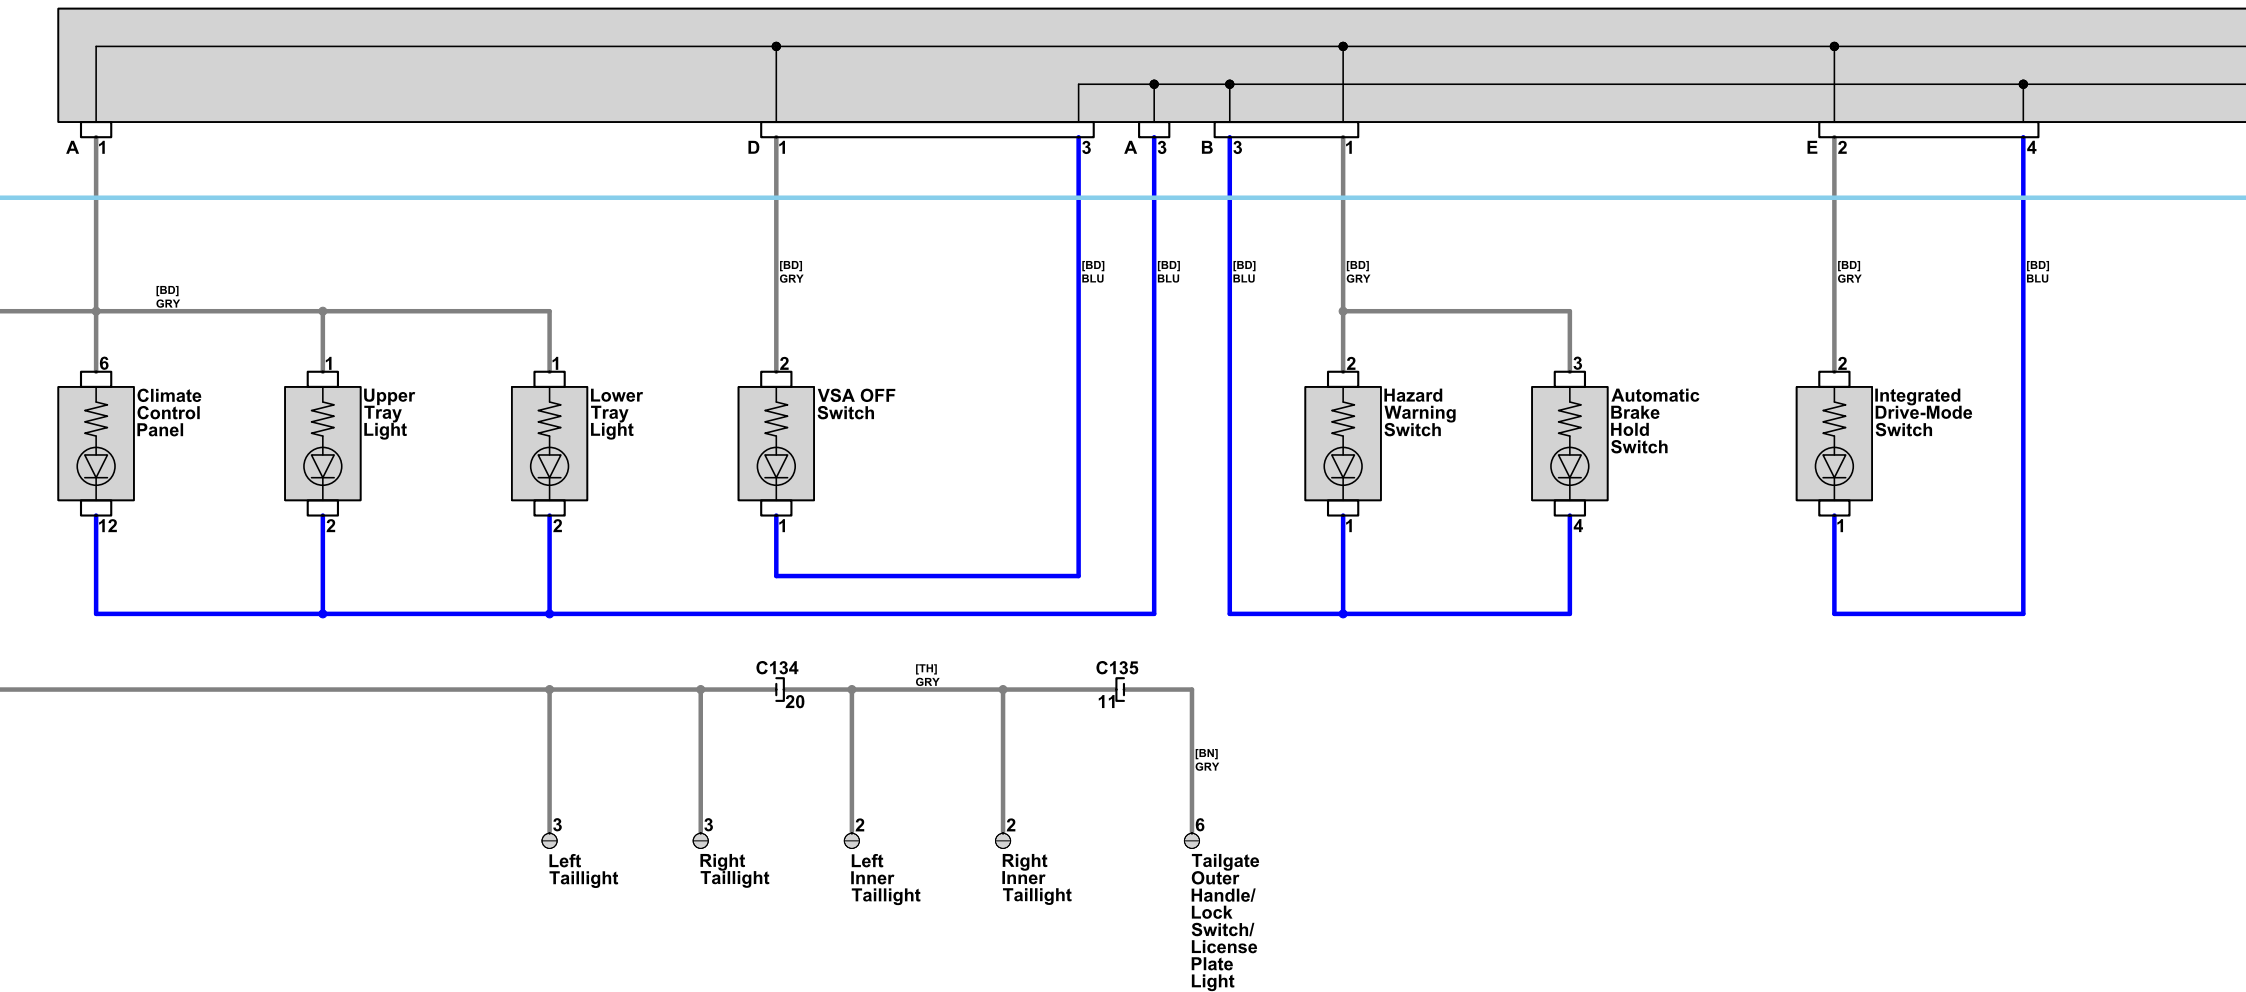 A 1
D 1
3
A 3
B 3
1
E 2
4
[BD]
GRY
[BD]
BLU
[BD]
BLU
[BD]
BLU
[BD]
GRY
[BD]
GRY
[BD]
BLU
[BD]
GRY
6
1
1
2
2
3
2
Climate
Control
Panel
Upper
Tray
Light
Lower
Tray
Light
VSA OFF
Switch
Hazard
Warning
Switch
Automatic
Brake
Hold
Switch
Integrated
Drive-Mode
Switch
12
2
2
1
1
4
1
C134
20
[TH]
GRY
C135
11
[BN]
GRY
3
3
2
2
6
Left
Taillight
Right
Taillight
Left
Inner
Taillight
Right
Inner
Taillight
Tailgate
Outer
Handle/
Lock
Switch/
License
Plate
Light